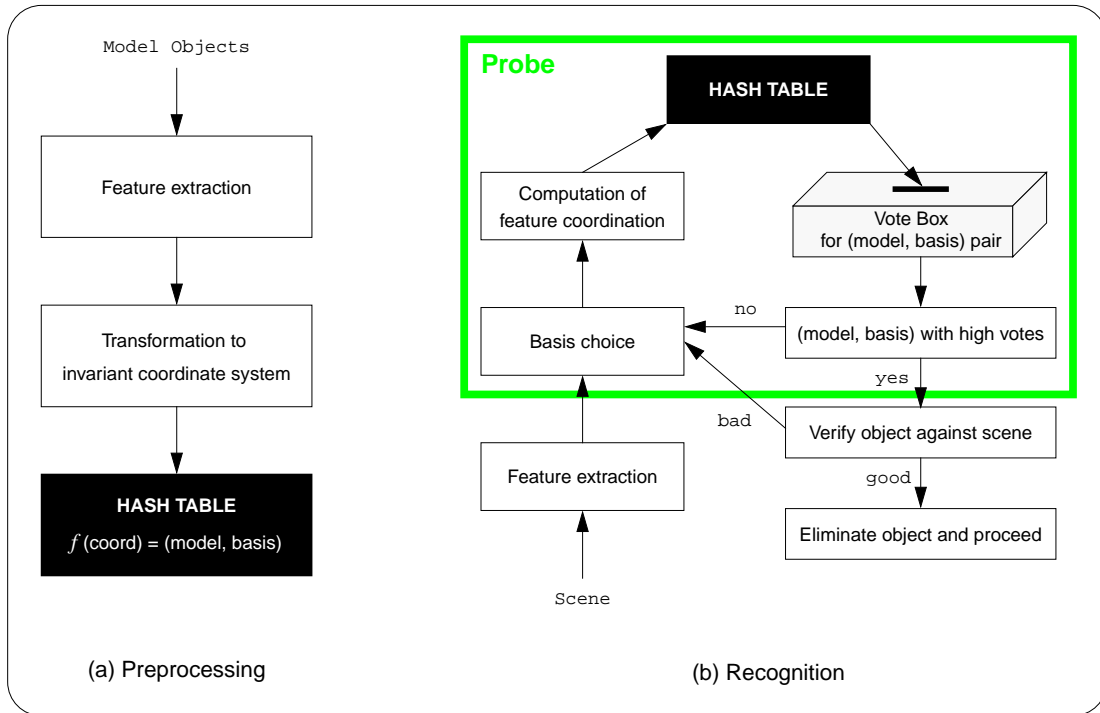 Model Objects
Feature extraction
Transformation to
invariant coordinate system
HASH TABLE
f (coord) = (model, basis)
(a) Preprocessing
Probe
HASH TABLE
Computation of
feature coordination
Vote Box
for (model, basis) pair
Basis choice
no
(model, basis) with high votes
yes
bad
Verify object against scene
Feature extraction
good
Eliminate object and proceed
Scene
(b) Recognition